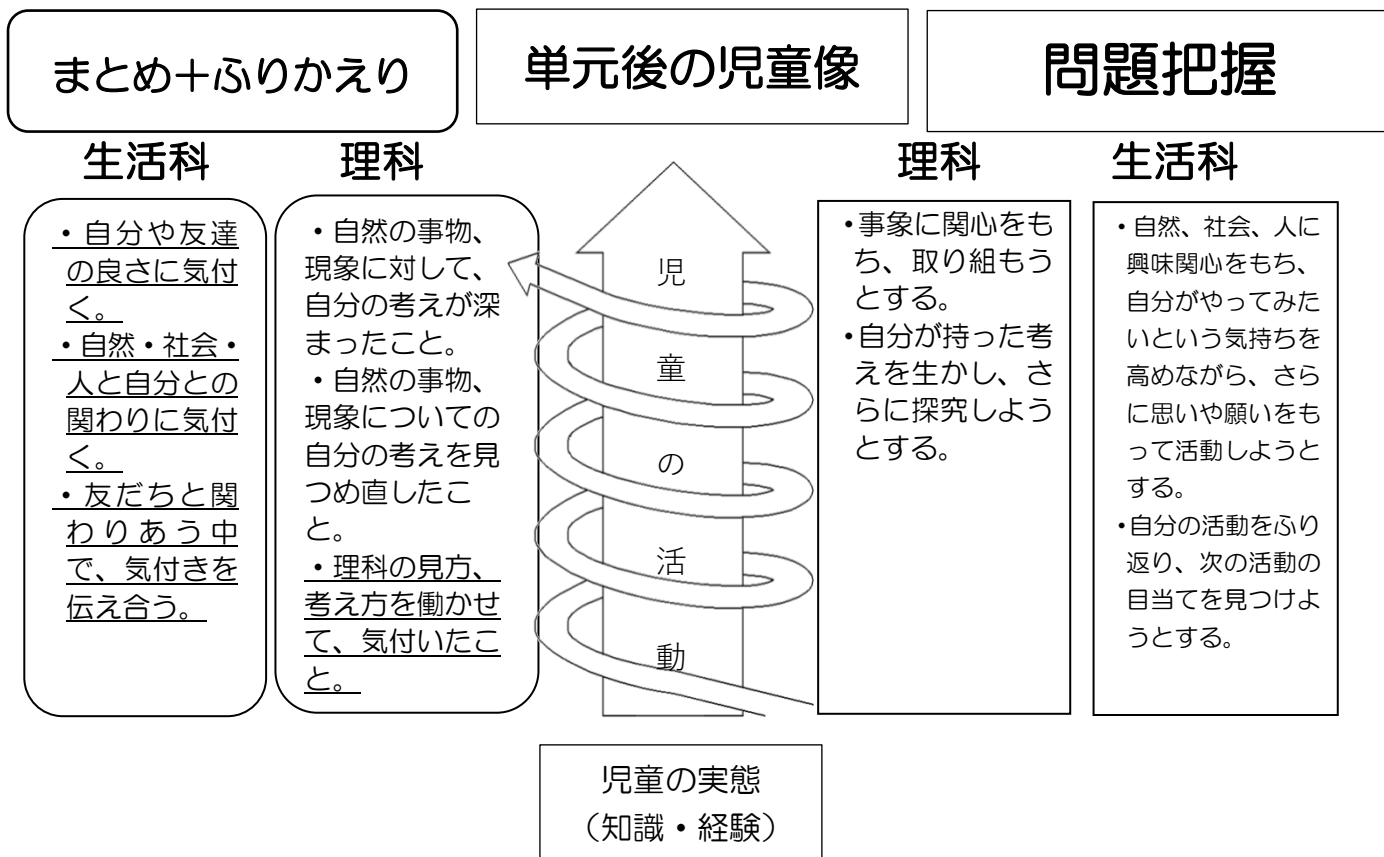 まとめ+ふりかえり
単元後の児童像
問題把握
生活科
理科
理科
生活科
・自分や友達
の良さに気付
く。
・自然・社会・
人と自分との
関わりに気付
く。
・友だちと関
わりあう中
で、気付きを
伝え合う。
・自然の事物、
現象に対して、
自分の考えが深
まったこと。
・自然の事物、
現象についての
自分の考えを見
つめ直したこ
と。
・理科の見方、
考え方を働かせ
て、気付いたこ
と。
児
童
の
活
動
・事象に関心をも
ち、取り組もう
とする。
・自分が持った考
えを生かし、さ
らに探究しよう
とする。
・自然、社会、人に
興味関心をもち、
自分がやってみた
いという気持ちを
高めながら、さら
に思いや願いをも
って活動しようと
する。
・自分の活動をふり
返り、次の活動の
目当てを見つけよ
うとする。
児童の実態
（知識・経験）